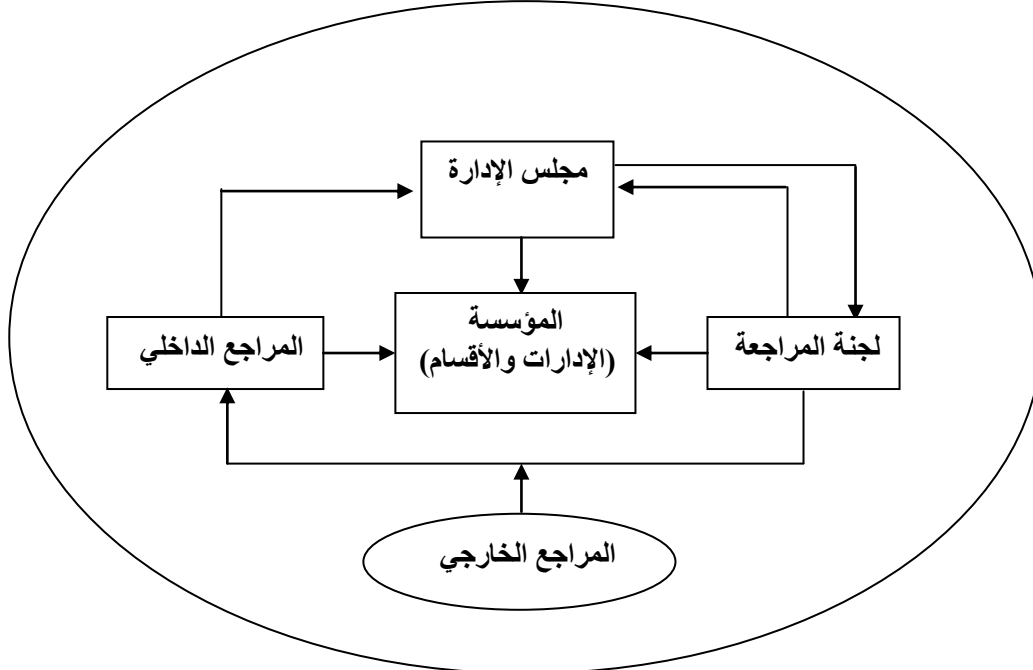 مجلس الإدارة
المؤسسة
(الإدارات والأقسام)
لجنة المراجعة
المراجع الداخلي
المراجع الخارجي